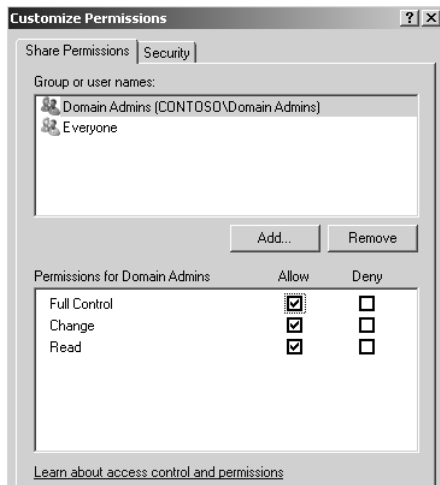 Customize Permissions
Share Permissions Security
Group or user names:
Domain Admins (CONTOSO\Domain Admins)
Everyone
Add... Remove
Permissions for Domain Admins Allow Deny
Full Control
Change
Read
Learn about access control and permissions